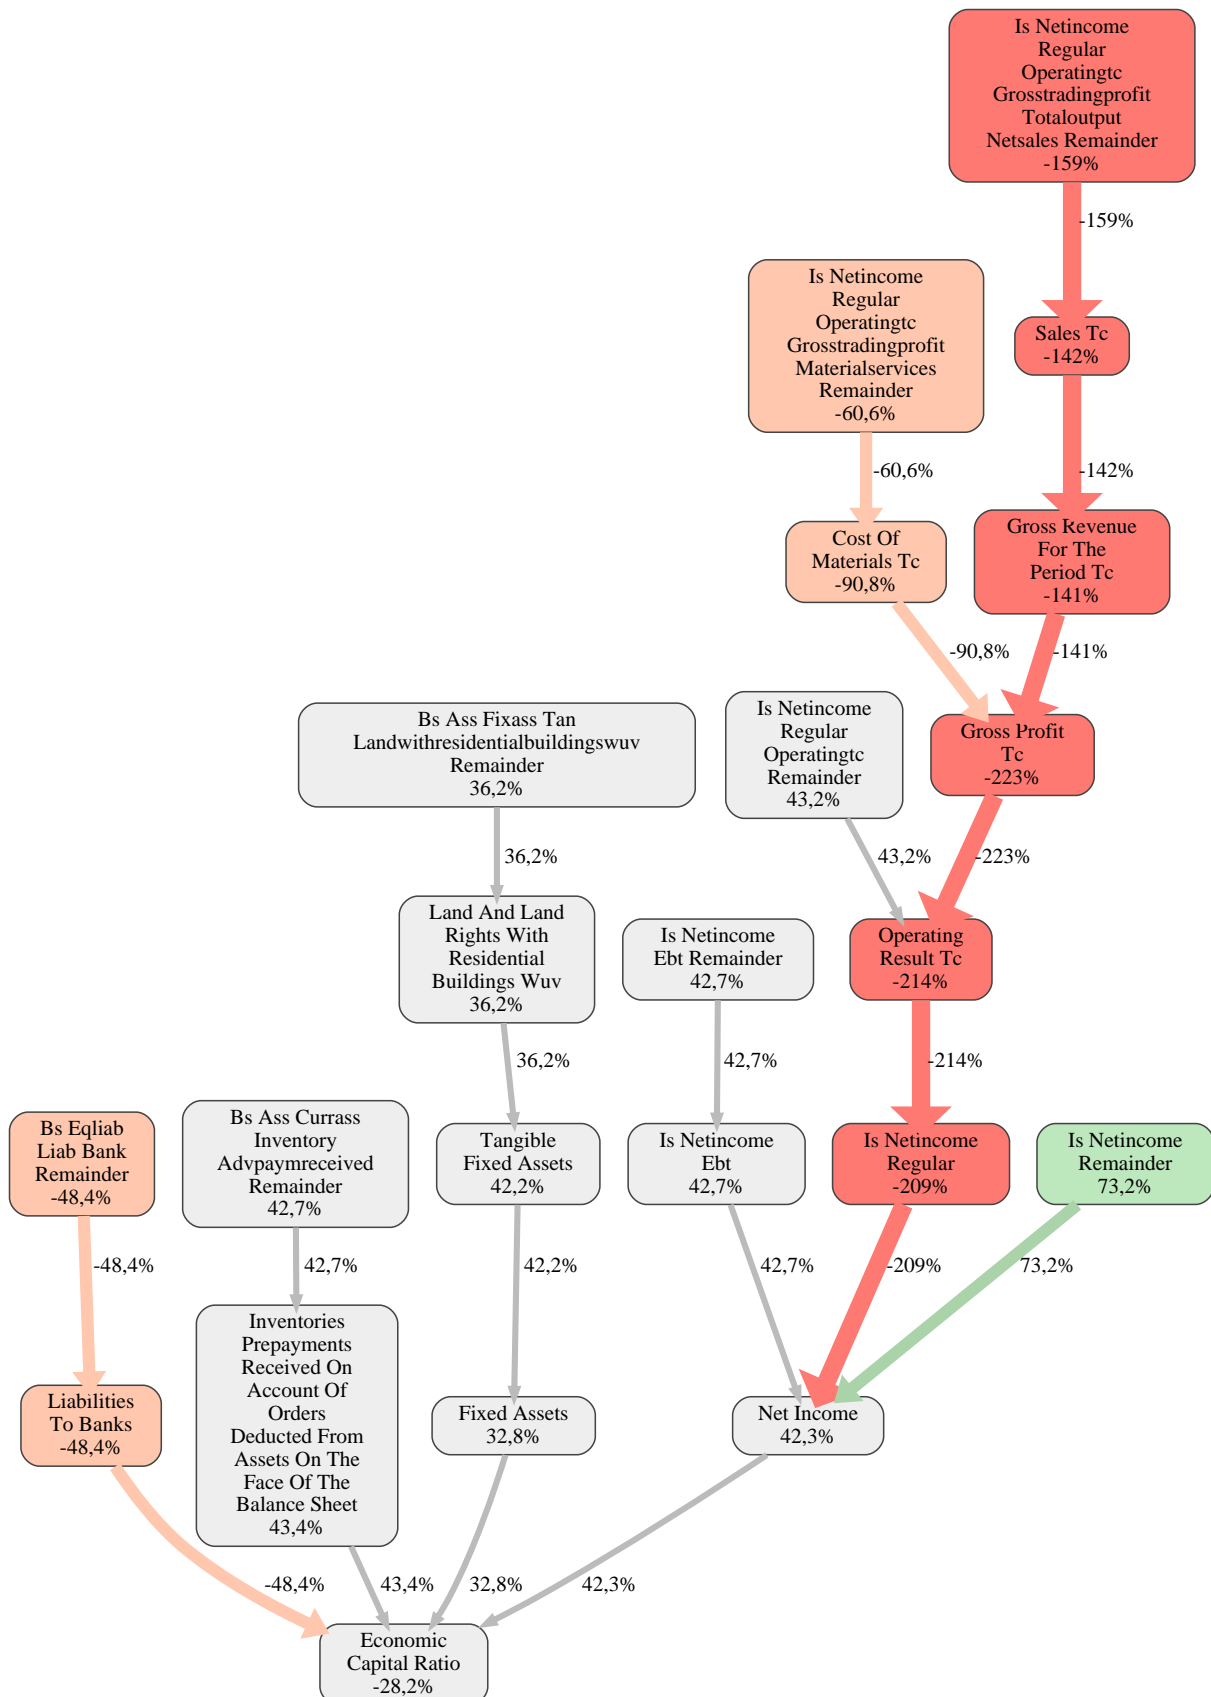 Is Netincome
Regular
Operatingtc
Grosstradingprofit
Totaloutput
Netsales Remainder
-159%
-159%
Is Netincome
Regular
Operatingtc
Grosstradingprofit
Materialservices
Remainder
-60,6%
Sales Tc
-142%
-60,6%
-142%
Cost Of
Materials Tc
-90,8%
Gross Revenue
For The
Period Tc
-141%
-90,8%
-141%
Bs Ass Fixass Tan
Landwithresidentialbuildingswuv
Remainder
36,2%
Is Netincome
Regular
Operatingtc
Remainder
43,2%
Gross Profit
Tc
-223%
36,2%
43,2%
-223%
Land And Land
Rights With
Residential
Buildings Wuv
36,2%
Is Netincome
Ebt Remainder
42,7%
Operating
Result Tc
-214%
36,2%
42,7%
-214%
Bs Eqliab
Liab Bank
Remainder
-48,4%
Bs Ass Currass
Inventory
Advpaymreceived
Remainder
42,7%
Tangible
Fixed Assets
42,2%
Is Netincome
Ebt
42,7%
Is Netincome
Regular
-209%
Is Netincome
Remainder
73,2%
-48,4%
42,7%
42,2%
42,7%
-209%
73,2%
Liabilities
To Banks
-48,4%
Inventories
Prepayments
Received On
Account Of
Orders
Deducted From
Assets On The
Face Of The
Balance Sheet
43,4%
Fixed Assets
32,8%
Net Income
42,3%
-48,4%
43,4%
32,8%
42,3%
Economic
Capital Ratio
-28,2%